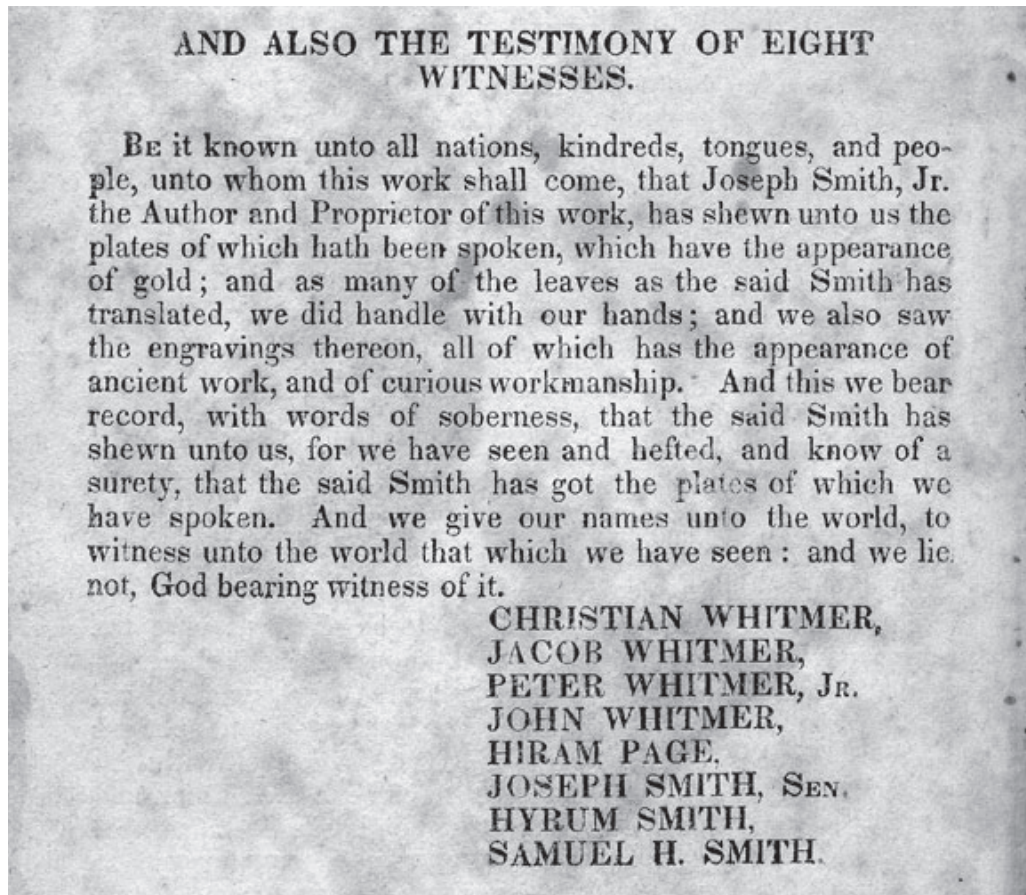 AND ALSO THE TESTIMONY OF EIGHT
WITNESSES.
BE it known unto all nations, kindreds, tongues, and peo-
ple, unto whom this work shall come, that Joseph Smith, Jr.
the Author and Proprietor of this work, has shewn unto us the
plates of which hath been spoken, which have the appearance
of gold; and as many of the leaves as the said Smith has
translated, we did handle with our hands; and we also saw
the engravings thereon, all of which has the appearance of
ancient work, and of curious workmanship. And this we bear
record, with words of soberness, that the said Smith has
shewn unto us, for we have seen and hefted, and know of a
surety, that the said Smith has got the plates of which we
have spoken. And we give our names unto the world, to
witness unto the world that which we have seen: and we lie
not, God bearing witness of it.
CHRISTIAN WHITMER,
JACOB WHITMER,
PETER WHITMER, JR.
JOHN WHITMER,
HIRAM PAGE.
JOSEPH SMITH, SEN.
HYRUM SMITH,
SAMUEL H. SMITH.